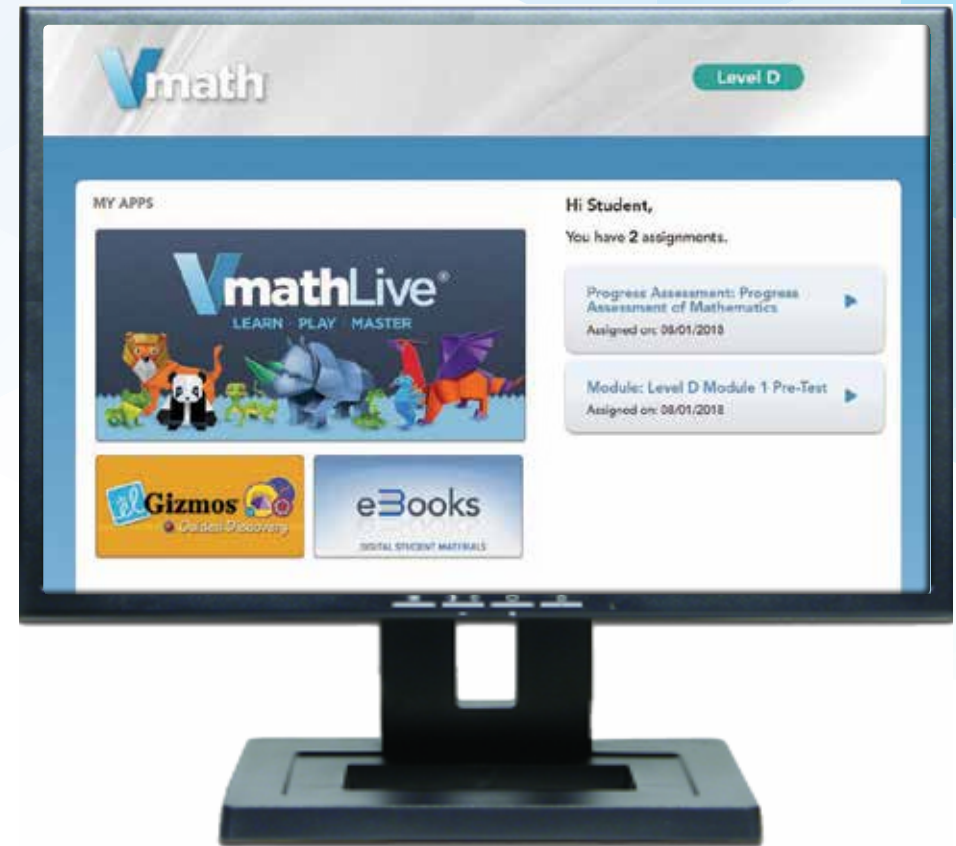 Vmath
Level D
MY APPS
VmathLive®
LEARN PLAY MASTER
Gizmos
Guided Discovery
eBooks
DIGITAL STUDENT MATERIALS
Hi Student,
You have 2 assignments.
Progress Assessment: Progress
Assessment of Mathematics
Assigned on: 08/01/2018
Module: Level D Module 1 Pre-Test
Assigned on: 08/01/2018